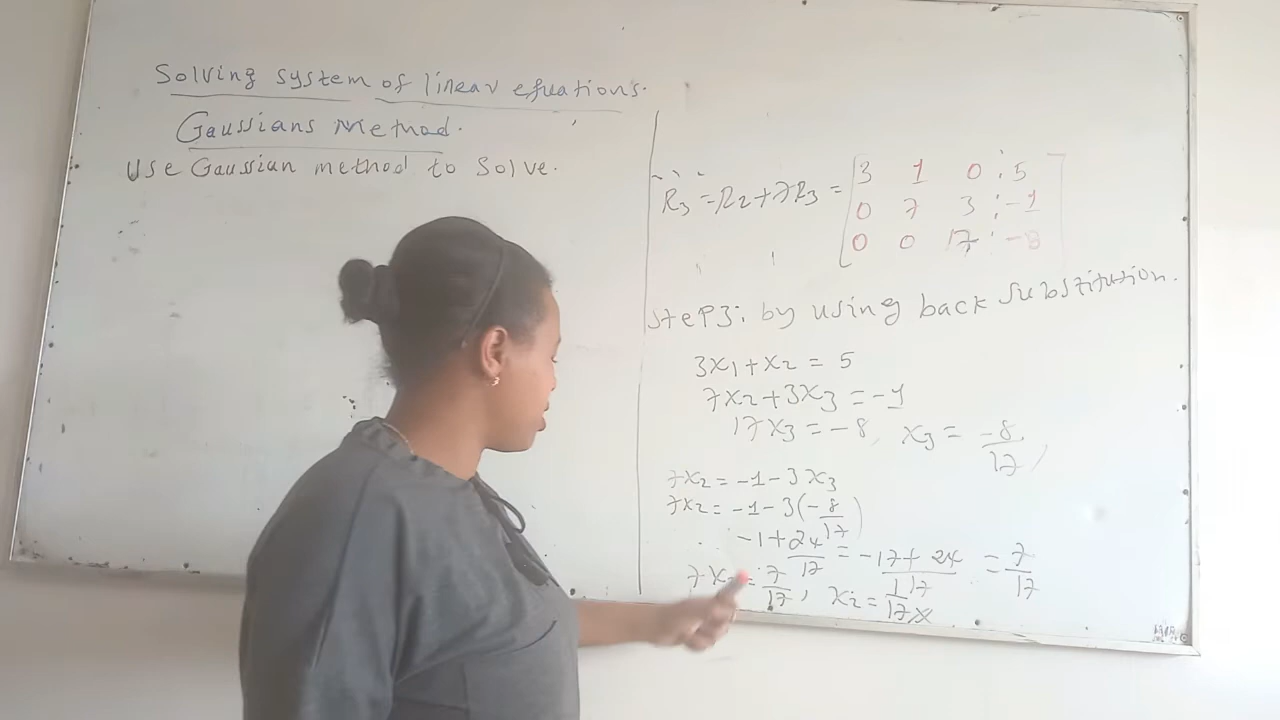 Solving system of linear efuations.
Gaussians Method.
Use Gaussian method to Solve.
R3 = R2 + 7R3 = [3 1 0 : 5
0 7 3 : -1
0 0 17 : -8]
SteP3: by using back Substitution.
3x1 + x2 = 5
7x2 + 3x3 = -1
17x3 = -8, x3 = -8/17,
7x2 = -1 - 3x3
7x2 = -1 - 3(-8/17)
-1 + 24/17 = -17 + 24/17 = 7/17
7x2 = 7/17, x2 = 1/17